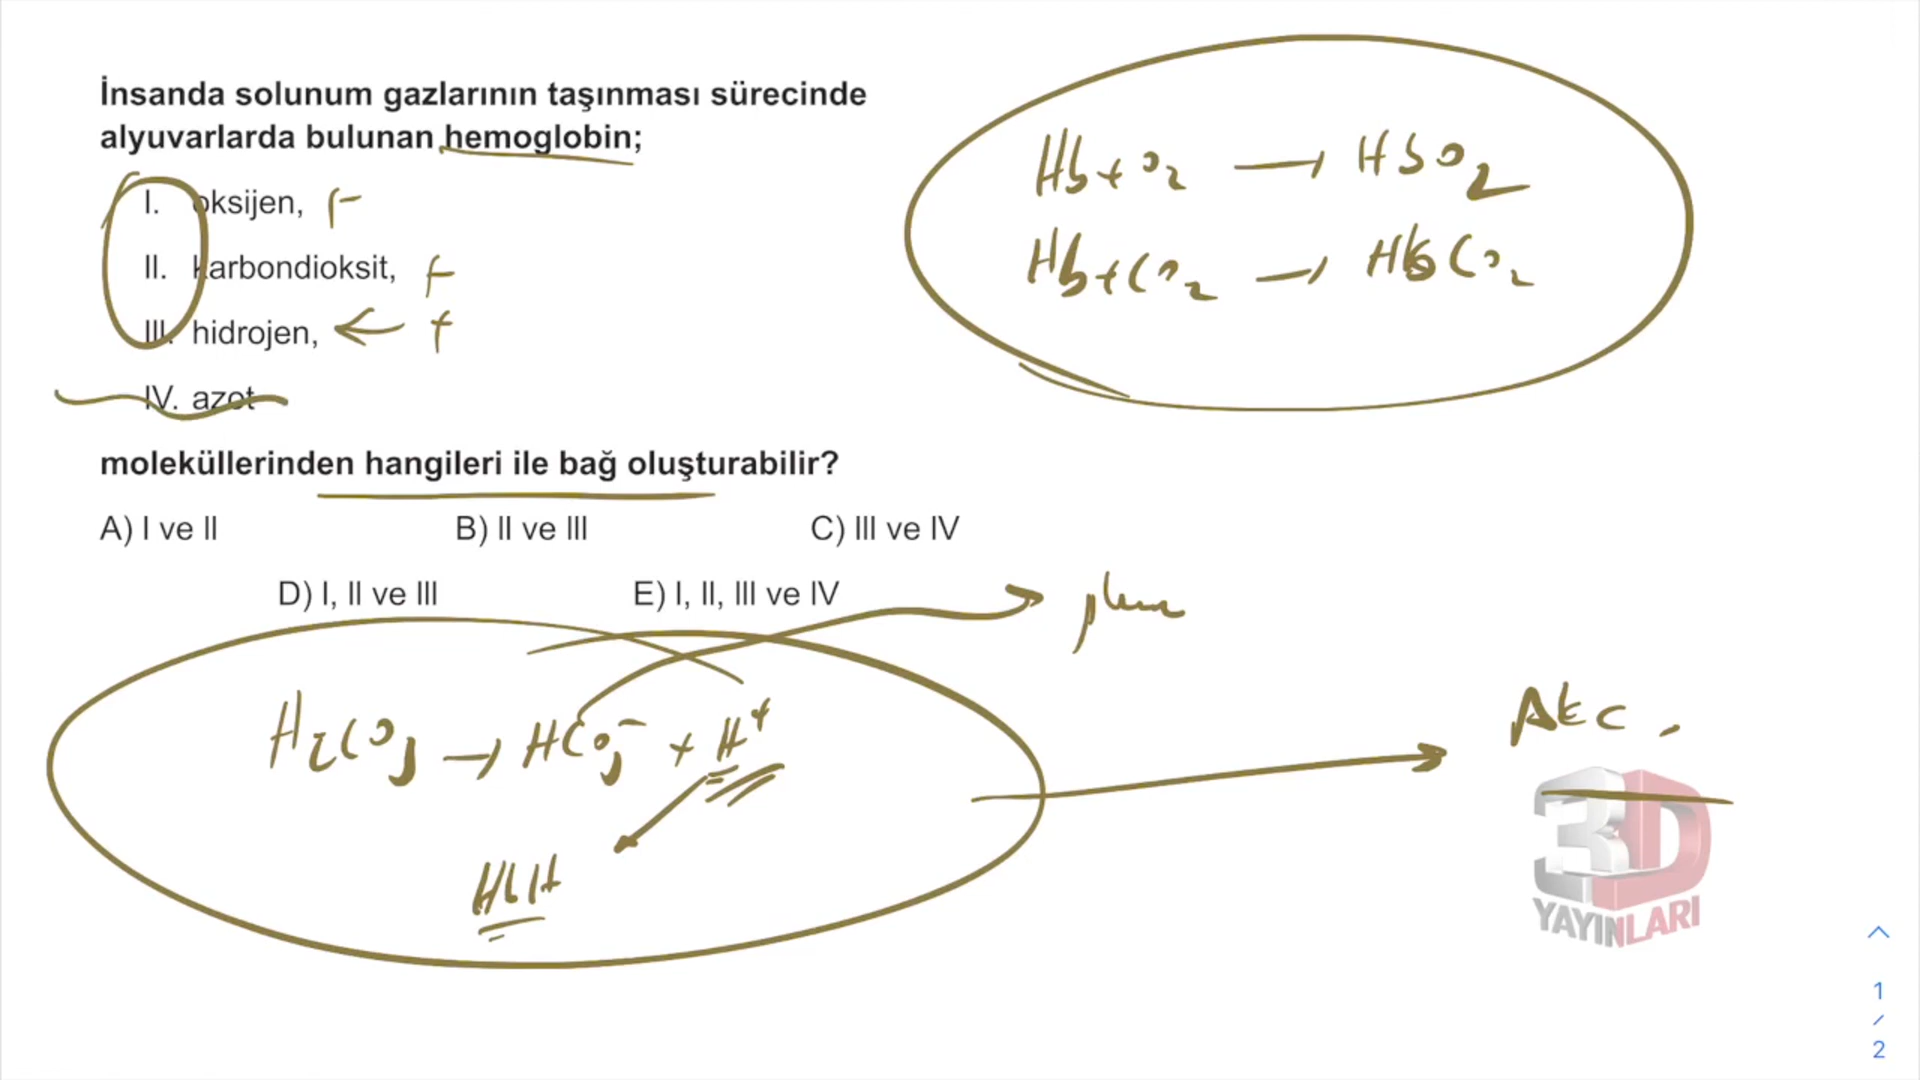 İnsanda solunum gazlarının taşınması sürecinde
alyuvarlarda bulunan hemoglobin;
I. oksijen, +
II. karbondioksit, +
III. hidrojen, ← +
IV. azot
moleküllerinden hangileri ile bağ oluşturabilir?
A) I ve II B) II ve III C) III ve IV
D) I, II ve III E) I, II, III ve IV
Hb + O₂ → HbO₂
Hb + CO₂ → HbCO₂
H₂CO₃ → HCO₃⁻ + H⁺
HbH
Akc.
3D
YAYINLARI
1
/
2